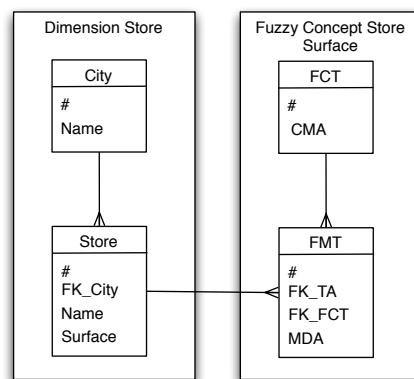 Dimension Store
City
#
Name
Store
#
FK_City
Name
Surface
Fuzzy Concept Store
Surface
FCT
#
CMA
FMT
#
FK_TA
FK_FCT
MDA